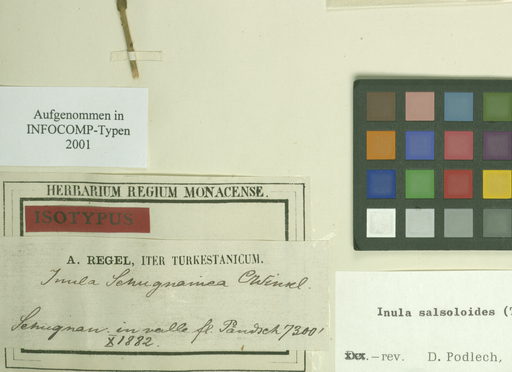 Aufgenommen in
INFOCOMP-Typen
2001
HERBARIUM REGIUM MONACENSE.
ISOTYPUS
A. REGEL, ITER TURKESTANICUM.
Inula Schugnanica CWinkl.
Schugnan. in valle fl. Pändsch 7300'
X 1882.
Inula salsoloides (
-rev. D. Podlech,